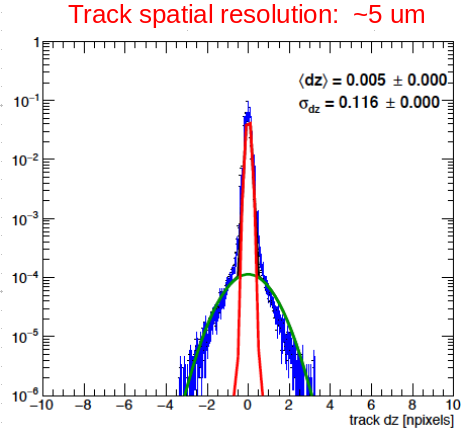 Track spatial resolution: ~5 um
1
⟨dz⟩ = 0.005 ± 0.000
σdz = 0.116 ± 0.000
10⁻¹
10⁻²
10⁻³
10⁻⁴
10⁻⁵
10⁻⁶
−10 −8 −6 −4 −2 0 2 4 6 8 10
track dz [npixels]